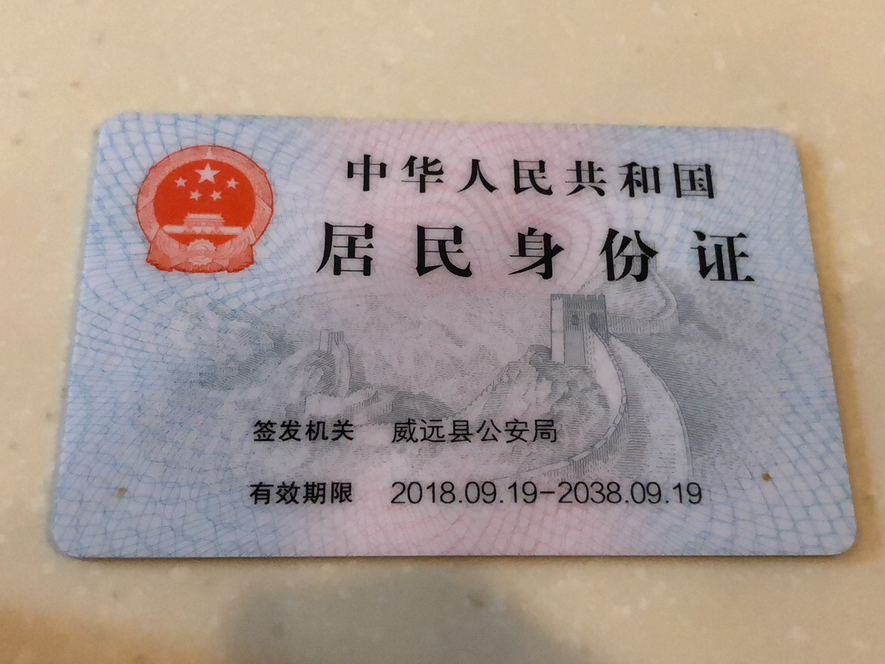 中华人民共和国
居民身份证
签发机关 威远县公安局
有效期限 2018.09.19-2038.09.19